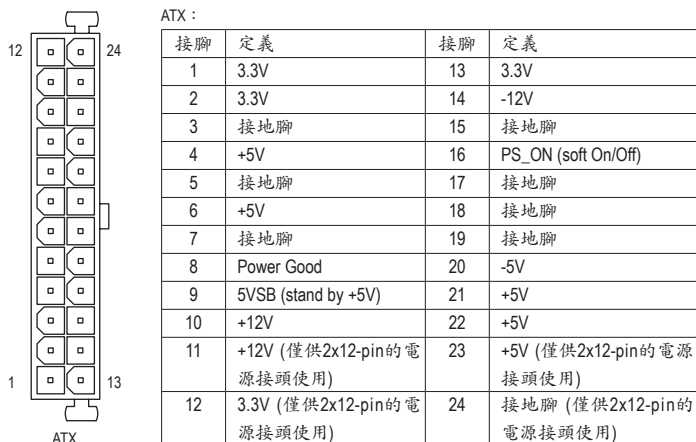 ATX：
12 24
1 13
ATX
接腳 定義 接腳 定義
1 3.3V 13 3.3V
2 3.3V 14 -12V
3 接地腳 15 接地腳
4 +5V 16 PS_ON (soft On/Off)
5 接地腳 17 接地腳
6 +5V 18 接地腳
7 接地腳 19 接地腳
8 Power Good 20 -5V
9 5VSB (stand by +5V) 21 +5V
10 +12V 22 +5V
11 +12V (僅供2x12-pin的電 23 +5V (僅供2x12-pin的電源
源接頭使用) 接頭使用)
12 3.3V (僅供2x12-pin的電 24 接地腳 (僅供2x12-pin的
源接頭使用) 電源接頭使用)